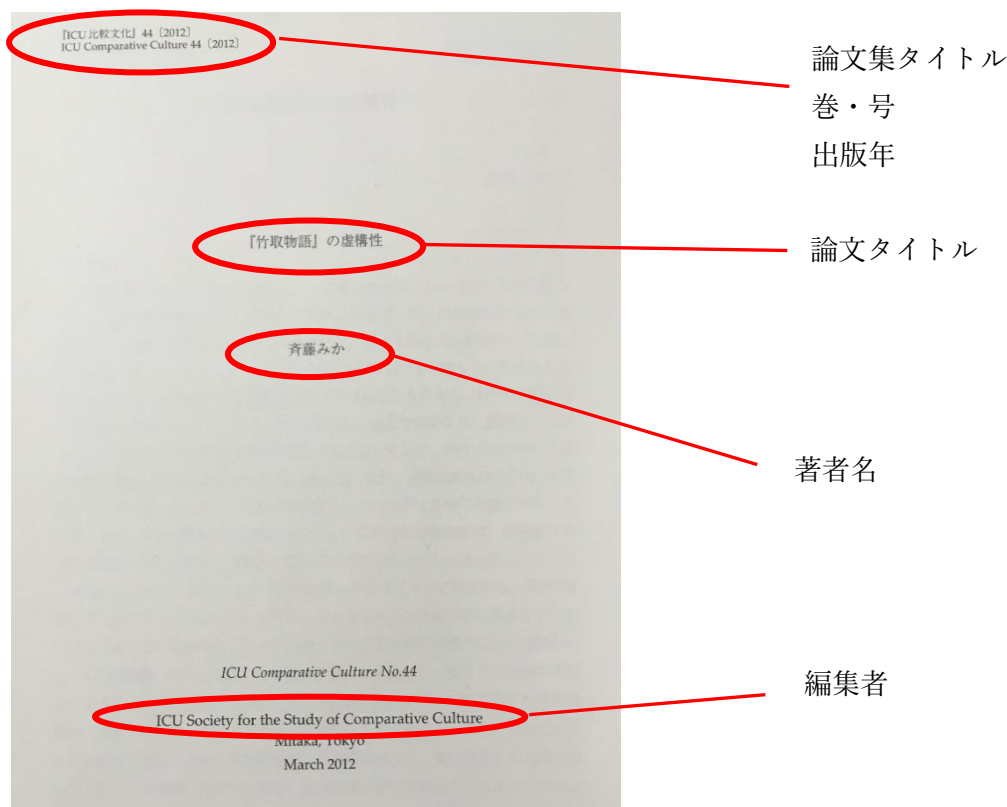 『ICU比較文化』44〔2012〕
ICU Comparative Culture 44〔2012〕
論文集タイトル
巻・号
出版年
『竹取物語』の虚構性
論文タイトル
斉藤みか
著者名
ICU Comparative Culture No.44
編集者
ICU Society for the Study of Comparative Culture
Mitaka, Tokyo
March 2012